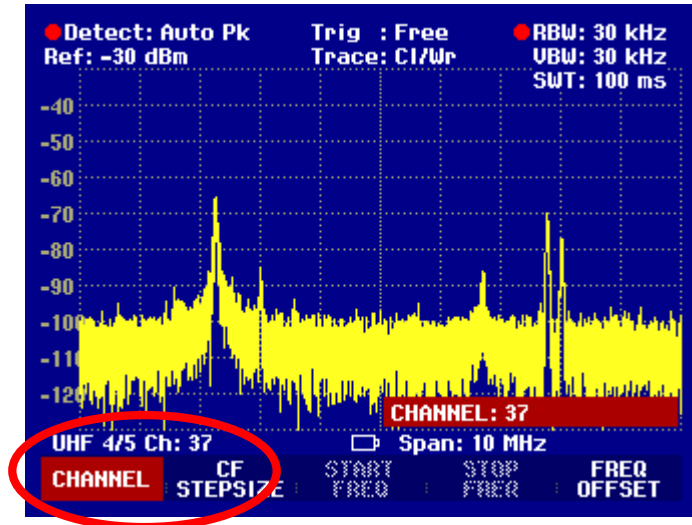 Detect: Auto Pk Trig : Free RBW: 30 kHz
Ref: -30 dBm Trace: Cl/Wr VBW: 30 kHz
SWT: 100 ms
-40
-50
-60
-70
-80
-90
-100
-110
-120
CHANNEL: 37
UHF 4/5 Ch: 37 Span: 10 MHz
CHANNEL CF STEPSIZE START FREQ STOP FREQ FREQ OFFSET